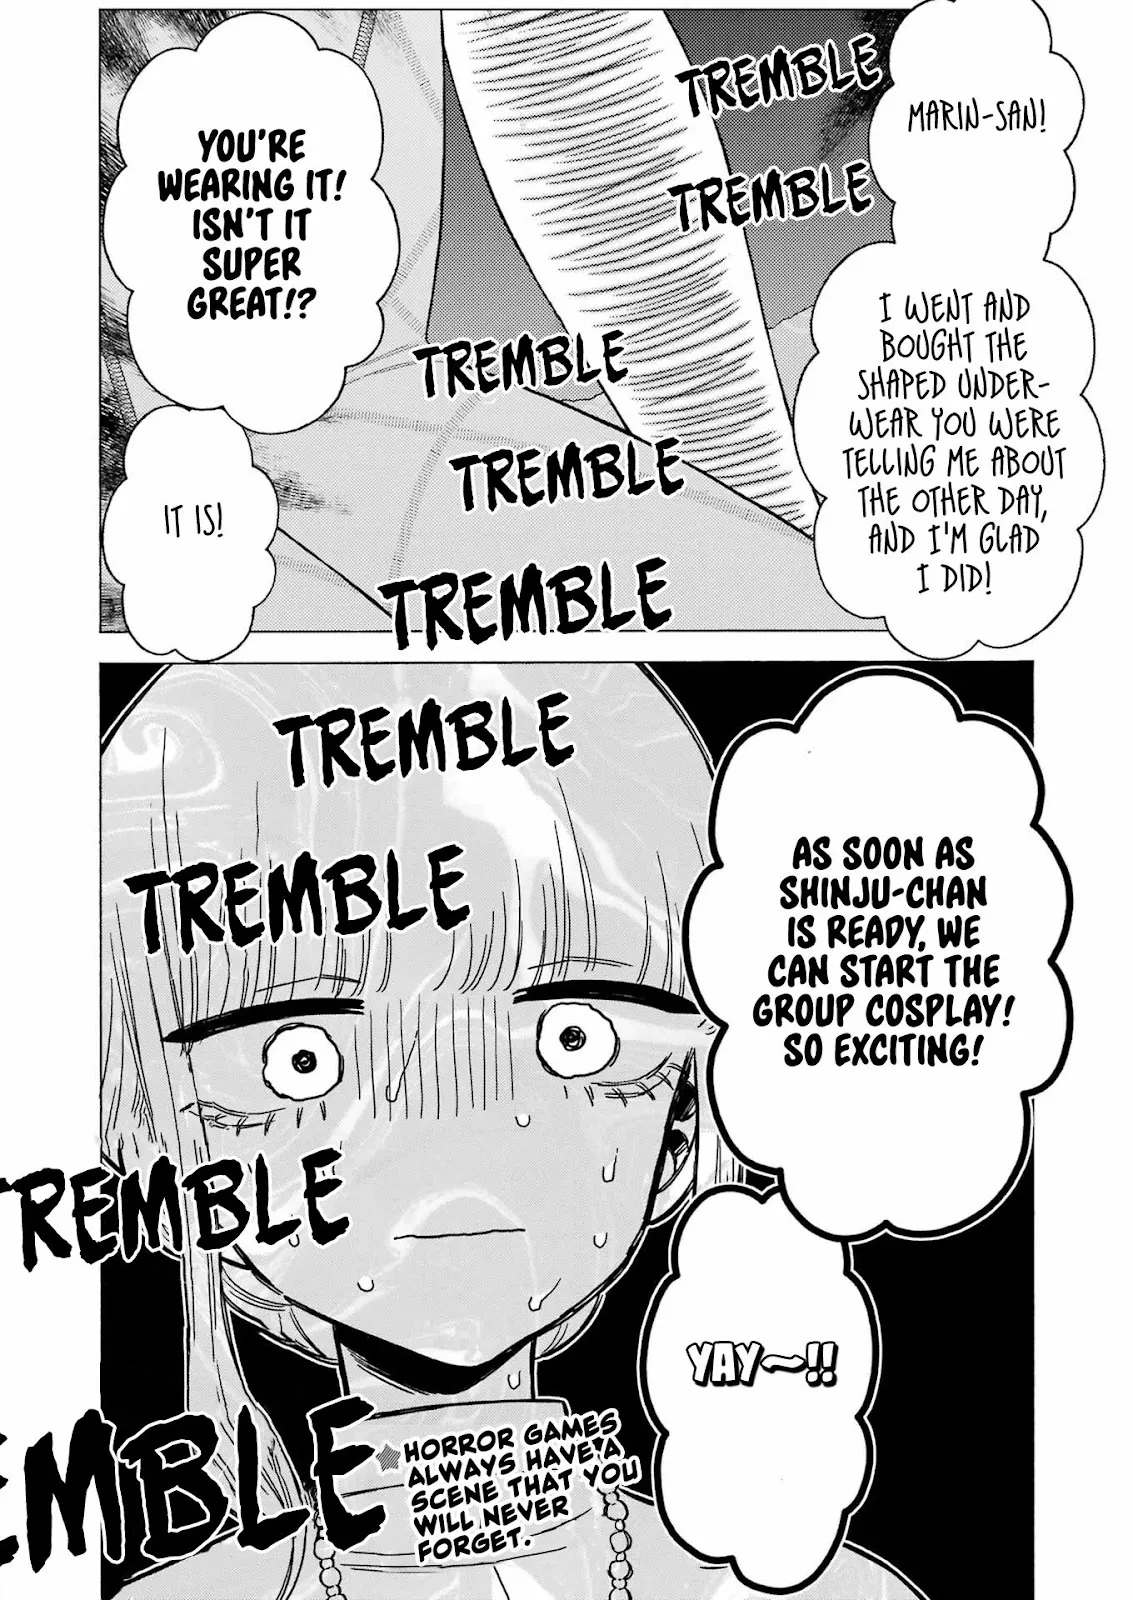 MARIN-SAN!
I WENT AND
BOUGHT THE
SHAPED UNDER-
WEAR YOU WERE
TELLING ME ABOUT
THE OTHER DAY,
AND I'M GLAD
I DID!
TREMBLE
TREMBLE
YOU'RE
WEARING IT!
ISN'T IT
SUPER
GREAT!?
TREMBLE
TREMBLE
TREMBLE
IT IS!
TREMBLE
TREMBLE
AS SOON AS
SHINJU-CHAN
IS READY, WE
CAN START THE
GROUP COSPLAY!
SO EXCITING!
TREMBLE
YAY~!!
EMBLE
HORROR GAMES
ALWAYS HAVE A
SCENE THAT YOU
WILL NEVER
FORGET.